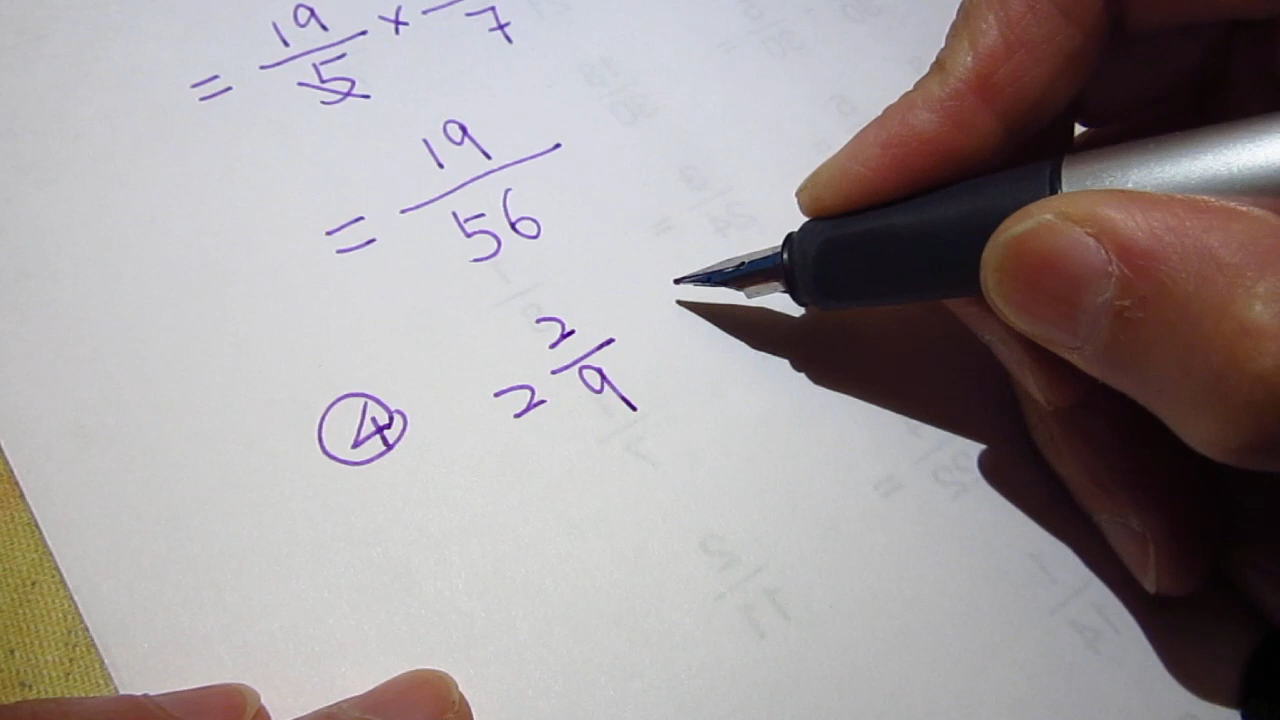 = 19/5 × /7
= 19/56
④ 2 2/9